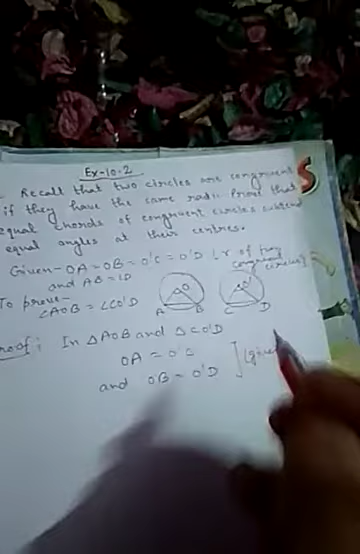 Ex-10.2
Recall that two circles are congruent
if they have the same radii. Prove that
equal chords of congruent circles subtend
equal angles at their centres.
Given- OA = OB = O'C = O'D [r of two
congruent circles]
and AB = CD
To prove-
∠AOB = ∠CO'D
O
A B
O'
C D
Proof: In ΔAOB and ΔCO'D
OA = O'C
and OB = O'D ] [given
S